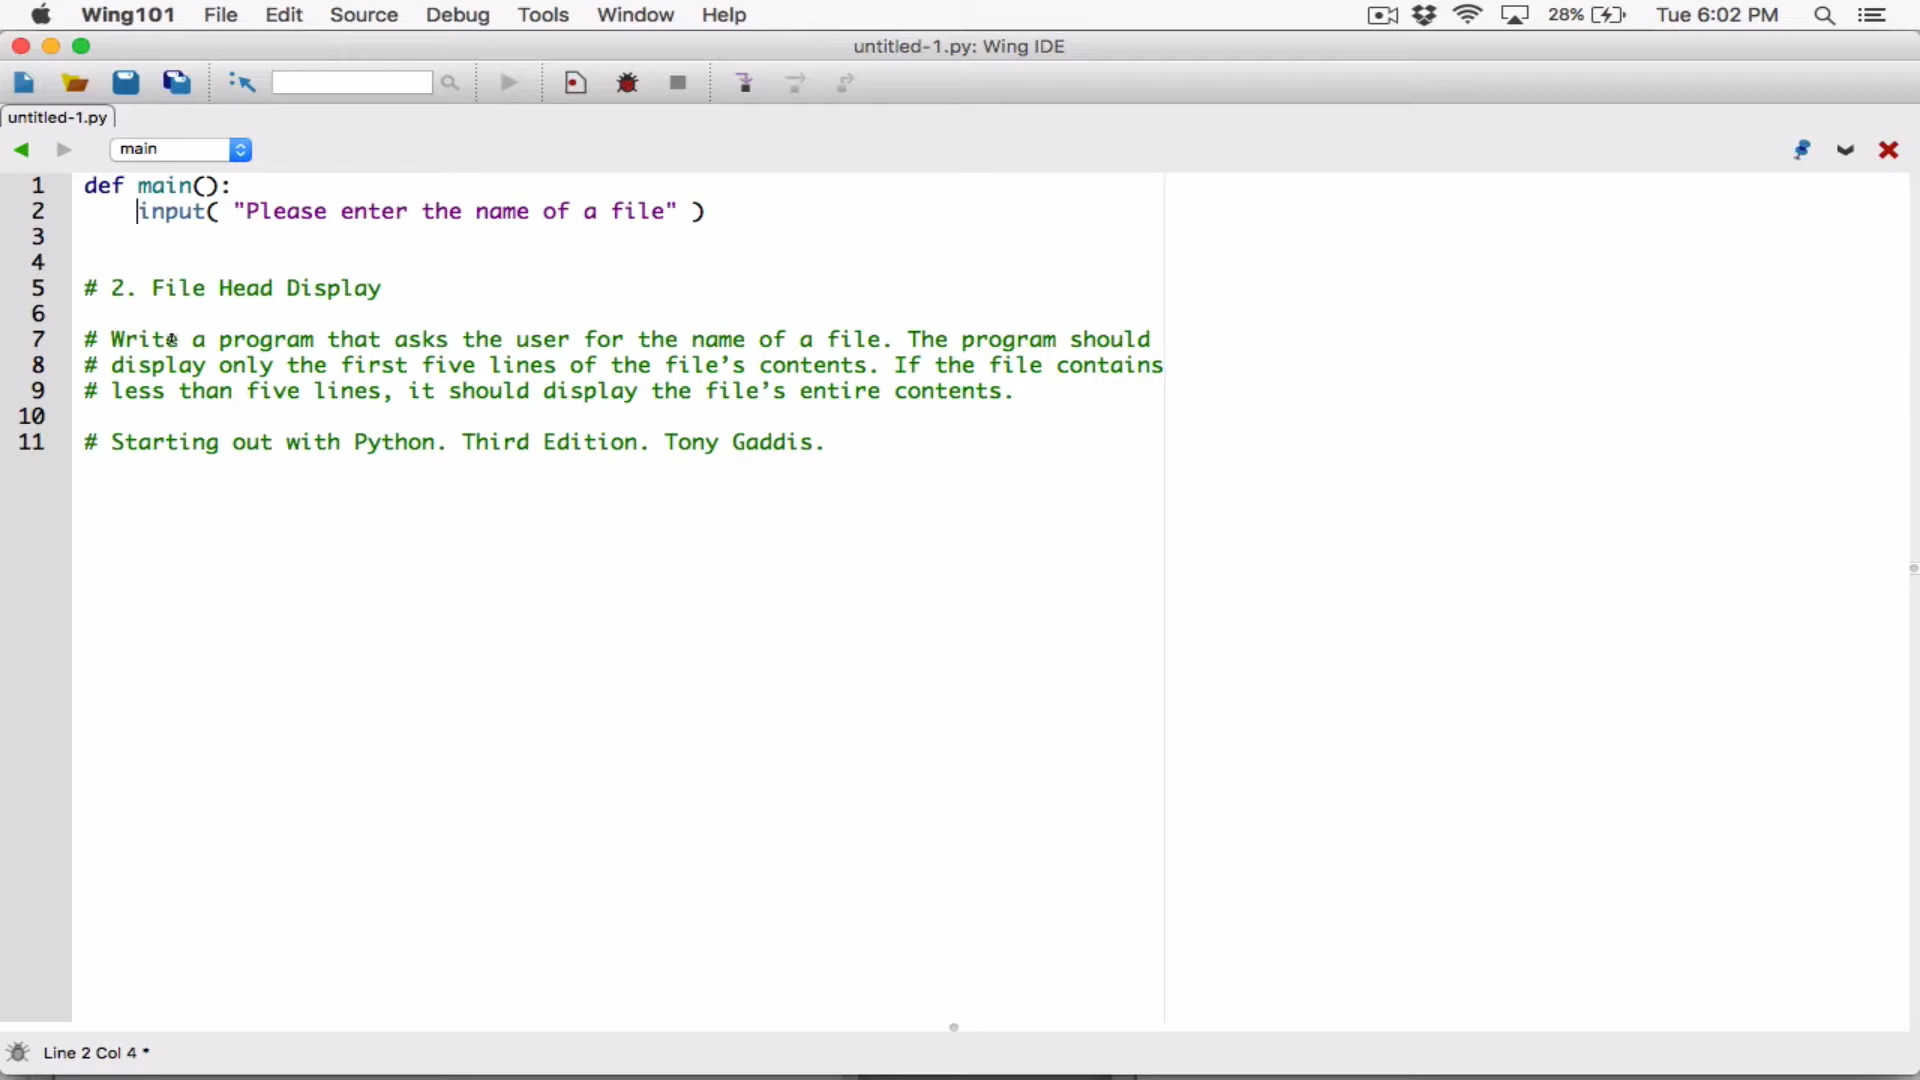 Wing101 File Edit Source Debug Tools Window Help 28% Tue 6:02 PM
untitled-1.py: Wing IDE
untitled-1.py
main
1 def main():
2 input( "Please enter the name of a file" )
3
4
5 # 2. File Head Display
6
7 # Write a program that asks the user for the name of a file. The program should
8 # display only the first five lines of the file’s contents. If the file contains
9 # less than five lines, it should display the file’s entire contents.
10
11 # Starting out with Python. Third Edition. Tony Gaddis.
Line 2 Col 4 *